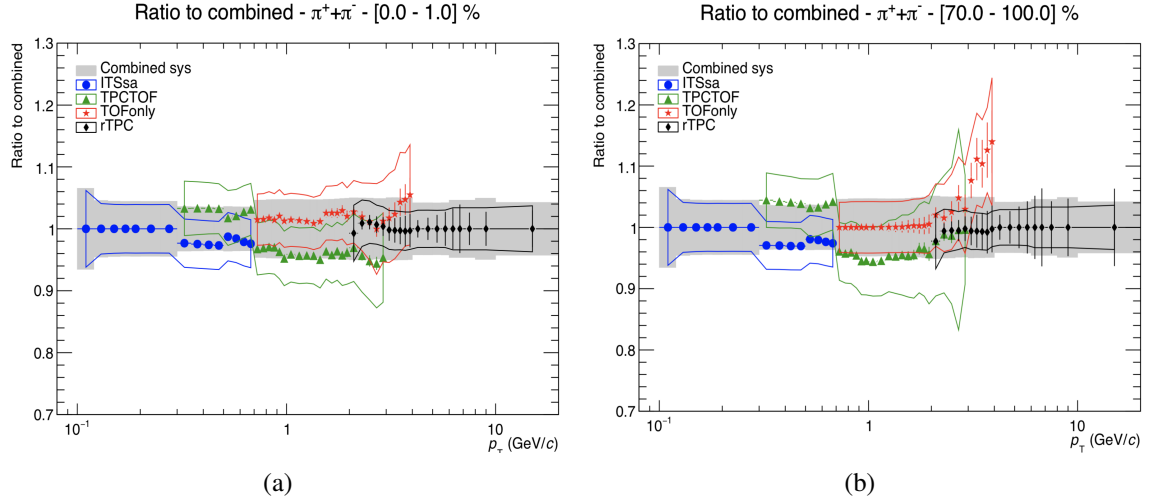 Ratio to combined - π⁺+π⁻ - [0.0 - 1.0] %
Ratio to combined
1.3
1.2
1.1
1
0.9
0.8
0.7
Combined sys
ITSsa
TPCTOF
TOFonly
rTPC
10⁻¹
1
10
p_T (GeV/c)
(a)
Ratio to combined - π⁺+π⁻ - [70.0 - 100.0] %
Ratio to combined
1.3
1.2
1.1
1
0.9
0.8
0.7
Combined sys
ITSsa
TPCTOF
TOFonly
rTPC
10⁻¹
1
10
p_T (GeV/c)
(b)